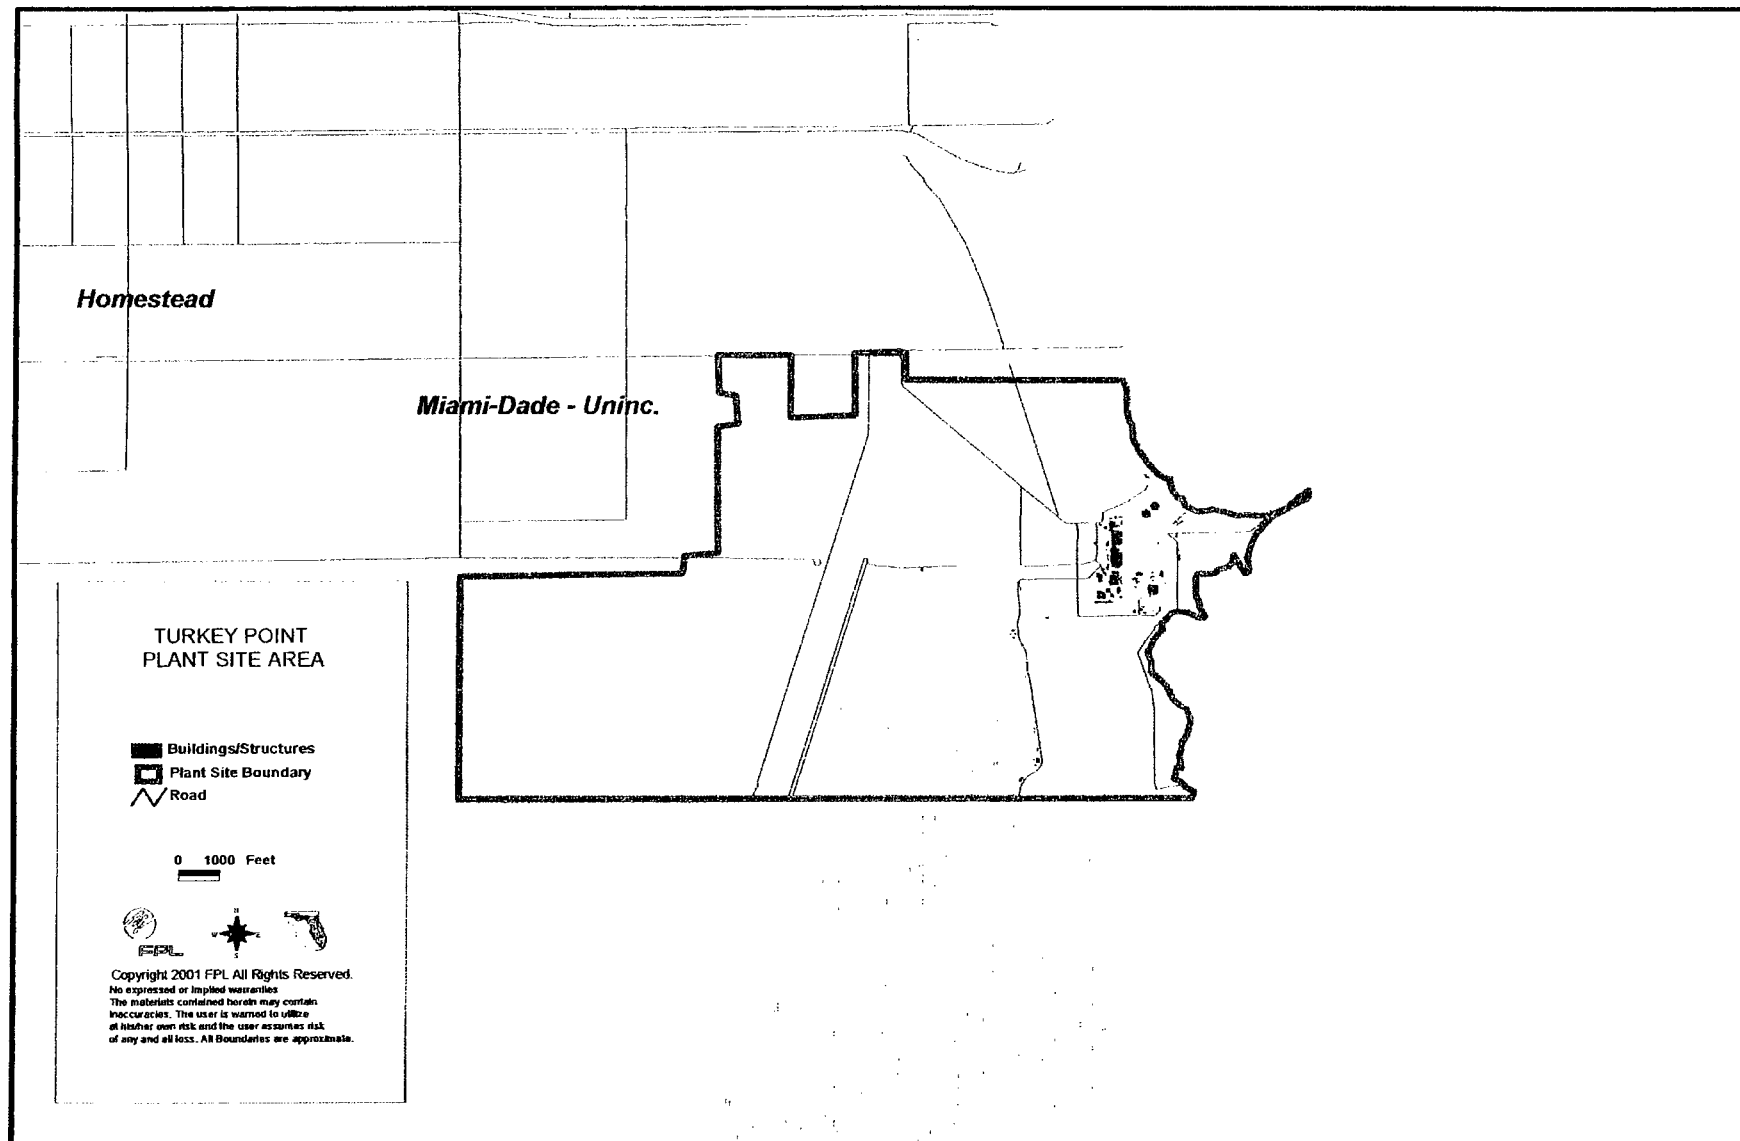 Homestead
Miami-Dade - Uninc.
TURKEY POINT
PLANT SITE AREA
Buildings/Structures
Plant Site Boundary
Road
0 1000 Feet
N
W E
S
FPL
Copyright 2001 FPL All Rights Reserved.
No expressed or implied warranties
The materials contained herein may contain
inaccuracies. The user is warned to utilize
at his/her own risk and the user assumes risk
of any and all loss. All Boundaries are approximate.